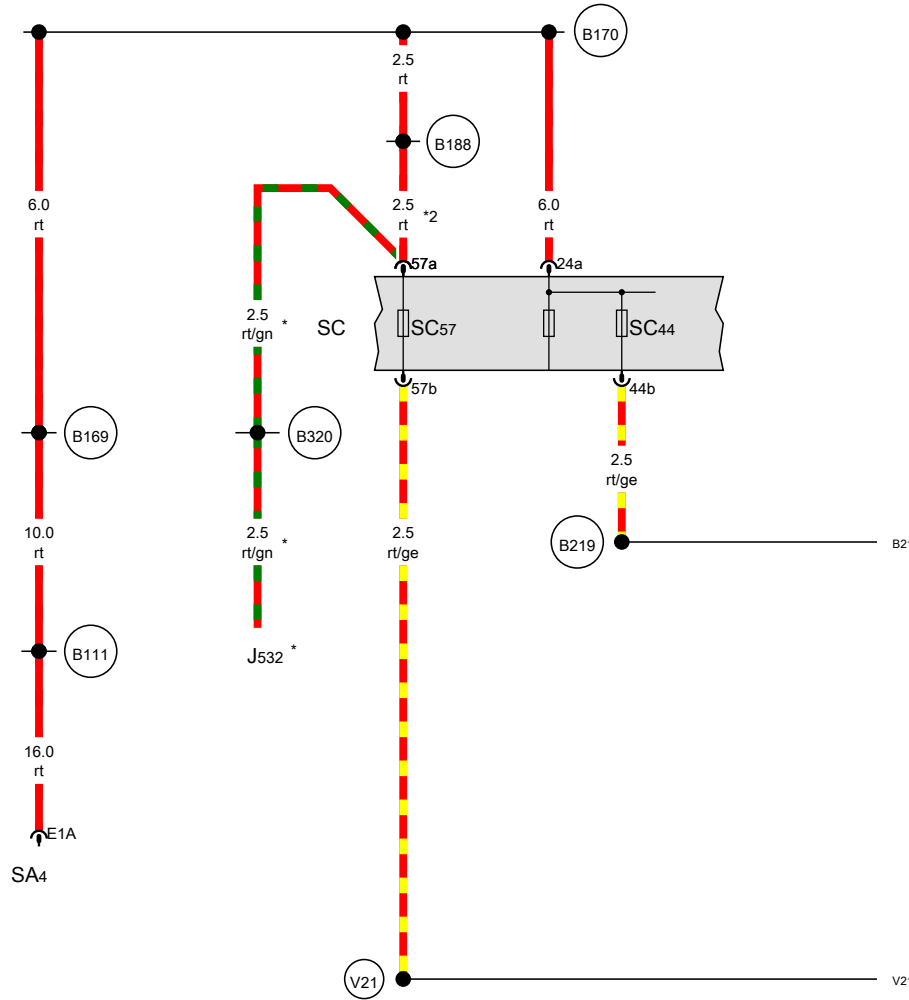 B170
2.5
rt
B188
6.0
rt
2.5
rt
*2
6.0
rt
57a
24a
2.5
rt/gn *
SC
SC57
SC44
57b
44b
B169
B320
2.5
rt/ge
10.0
rt
2.5
rt/gn *
2.5
rt/ge
B219
B21
J532 *
B111
16.0
rt
E1A
SA4
V21
V21